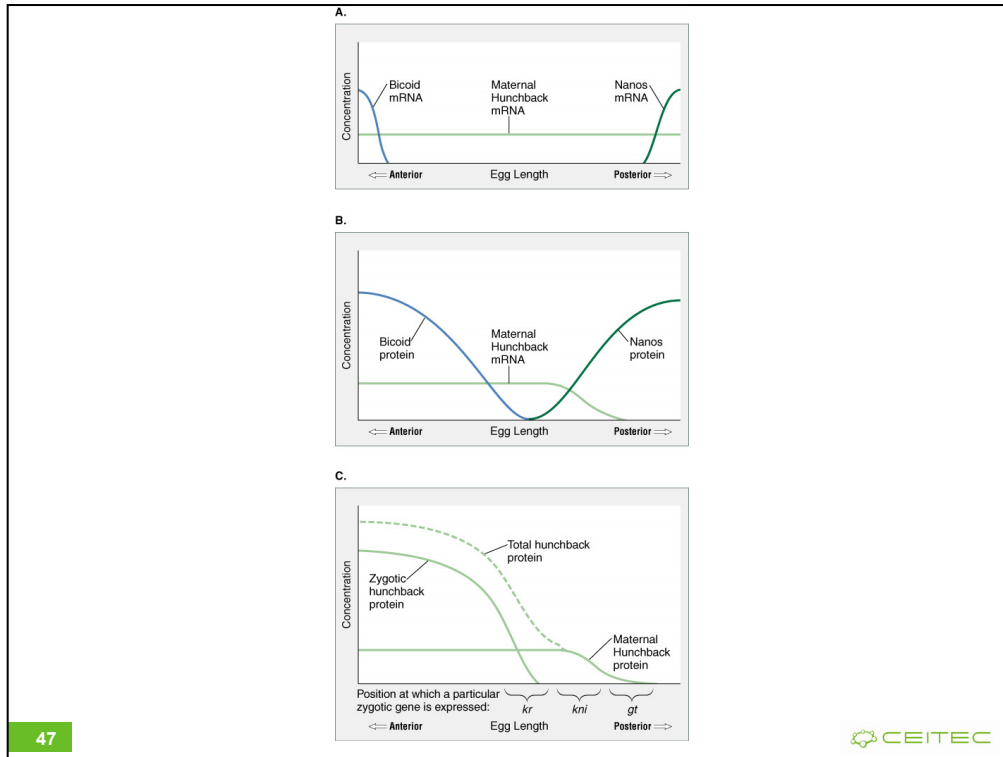 A.
Concentration
Bicoid
mRNA
Maternal
Hunchback
mRNA
Nanos
mRNA
⇐ Anterior Egg Length Posterior ⇒
B.
Concentration
Bicoid
protein
Maternal
Hunchback
mRNA
Nanos
protein
⇐ Anterior Egg Length Posterior ⇒
C.
Concentration
Total hunchback
protein
Zygotic
hunchback
protein
Maternal
Hunchback
protein
Position at which a particular
zygotic gene is expressed: kr kni gt
⇐ Anterior Egg Length Posterior ⇒
47
CEITEC